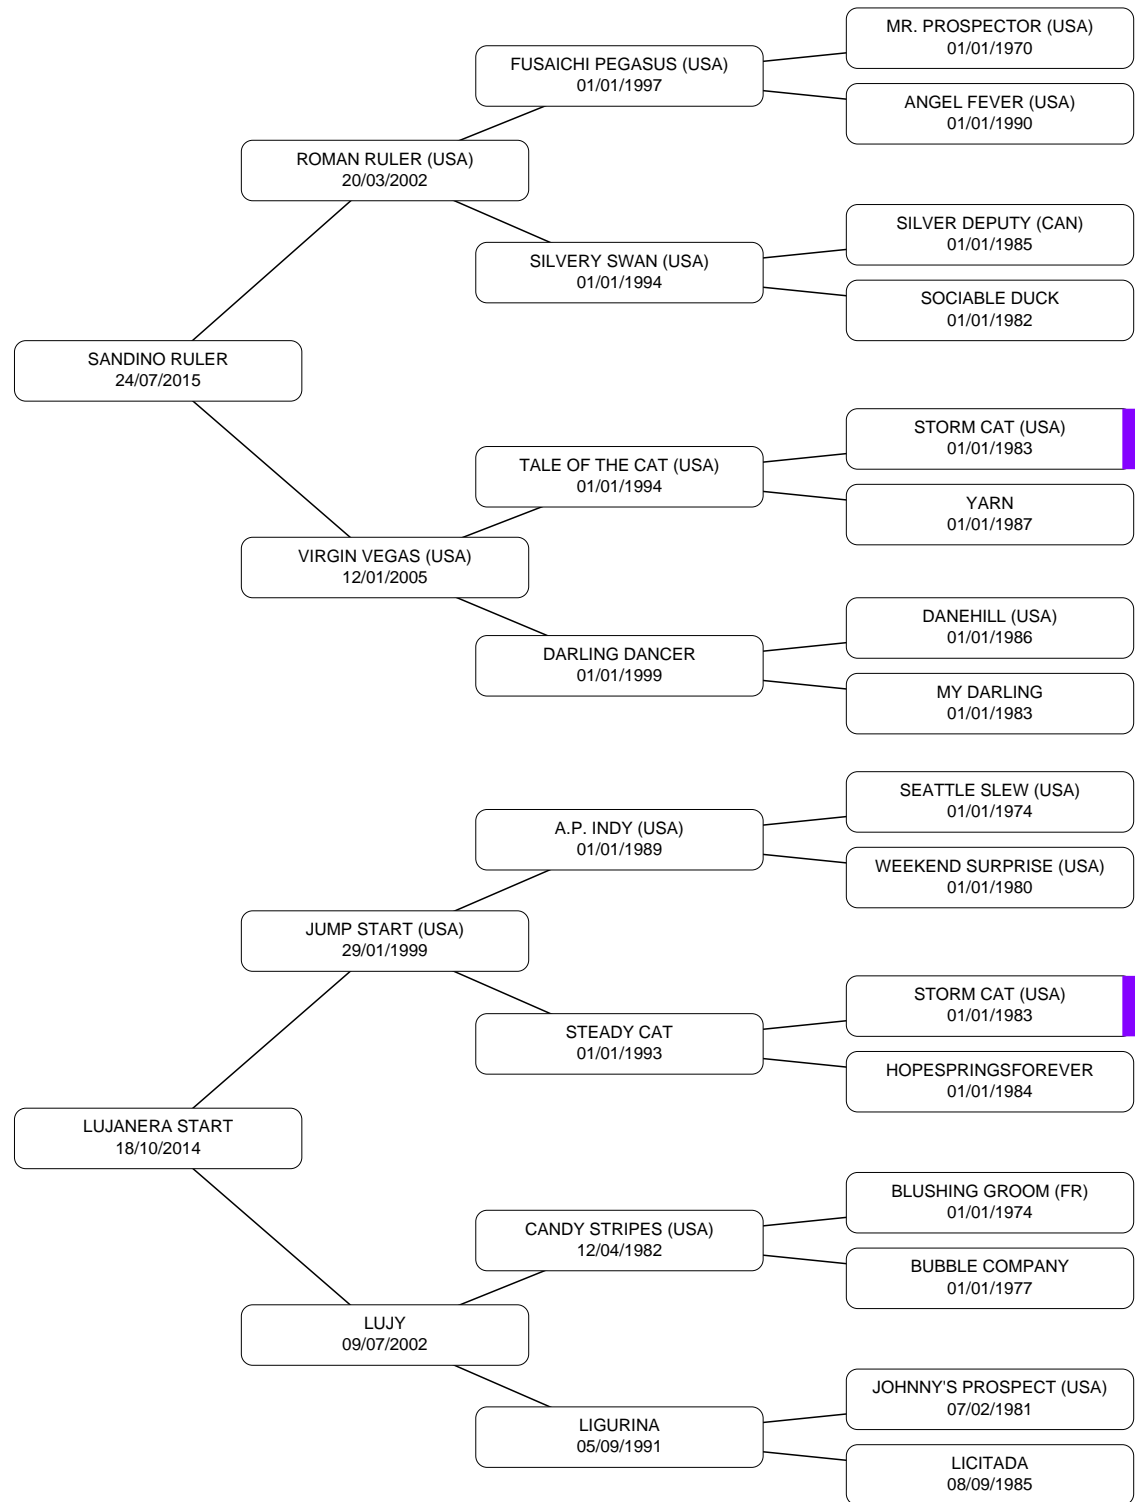 MR. PROSPECTOR (USA)
01/01/1970
FUSAICHI PEGASUS (USA)
01/01/1997
ANGEL FEVER (USA)
01/01/1990
ROMAN RULER (USA)
20/03/2002
SILVER DEPUTY (CAN)
01/01/1985
SILVERY SWAN (USA)
01/01/1994
SOCIABLE DUCK
01/01/1982
SANDINO RULER
24/07/2015
STORM CAT (USA)
01/01/1983
TALE OF THE CAT (USA)
01/01/1994
YARN
01/01/1987
VIRGIN VEGAS (USA)
12/01/2005
DANEHILL (USA)
01/01/1986
DARLING DANCER
01/01/1999
MY DARLING
01/01/1983
SEATTLE SLEW (USA)
01/01/1974
A.P. INDY (USA)
01/01/1989
WEEKEND SURPRISE (USA)
01/01/1980
JUMP START (USA)
29/01/1999
STORM CAT (USA)
01/01/1983
STEADY CAT
01/01/1993
HOPESPRINGSFOREVER
01/01/1984
LUJANERA START
18/10/2014
BLUSHING GROOM (FR)
01/01/1974
CANDY STRIPES (USA)
12/04/1982
BUBBLE COMPANY
01/01/1977
LUJY
09/07/2002
JOHNNY'S PROSPECT (USA)
07/02/1981
LIGURINA
05/09/1991
LICITADA
08/09/1985